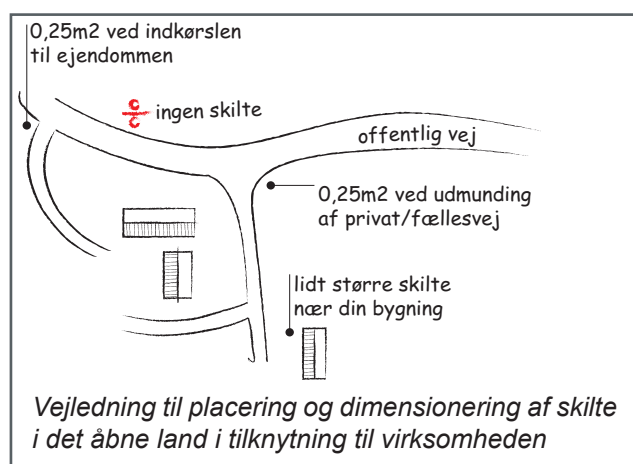 0,25m2 ved indkørslen
til ejendommen
ingen skilte
offentlig vej
0,25m2 ved udmunding
af privat/fællesvej
lidt større skilte
nær din bygning
Vejledning til placering og dimensionering af skilte
i det åbne land i tilknytning til virksomheden